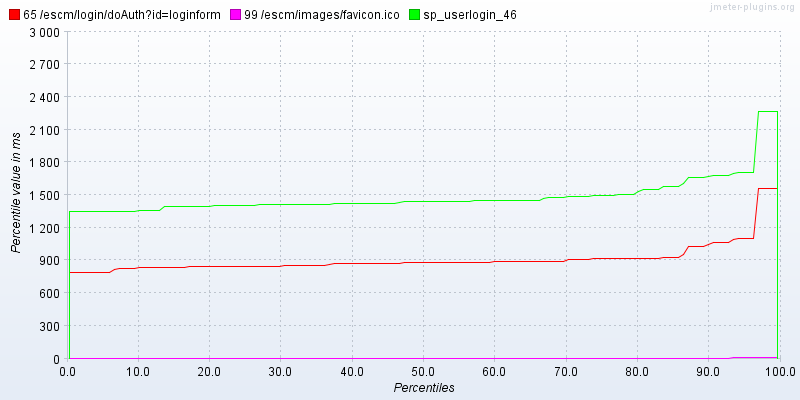 65 /escm/login/doAuth?id=loginform 99 /escm/images/favicon.ico sp_userlogin_46
jmeter-plugins.org
3 000
2 700
2 400
2 100
1 800
1 500
1 200
900
600
300
0
Percentile value in ms
0.0 10.0 20.0 30.0 40.0 50.0 60.0 70.0 80.0 90.0 100.0
Percentiles